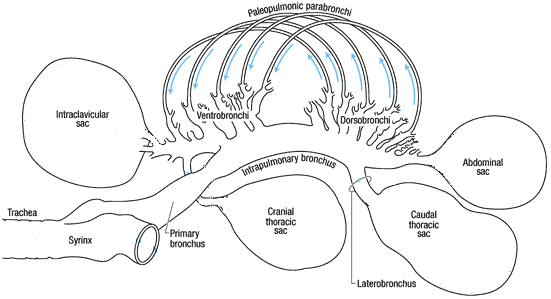 Paleopulmonic parabronchi
Intraclavicular
sac
Ventrobronchi
Dorsobronchi
Intrapulmonary bronchus
Abdominal
sac
Trachea
Syrinx
Primary
bronchus
Cranial
thoracic
sac
Caudal
thoracic
sac
Laterobronchus